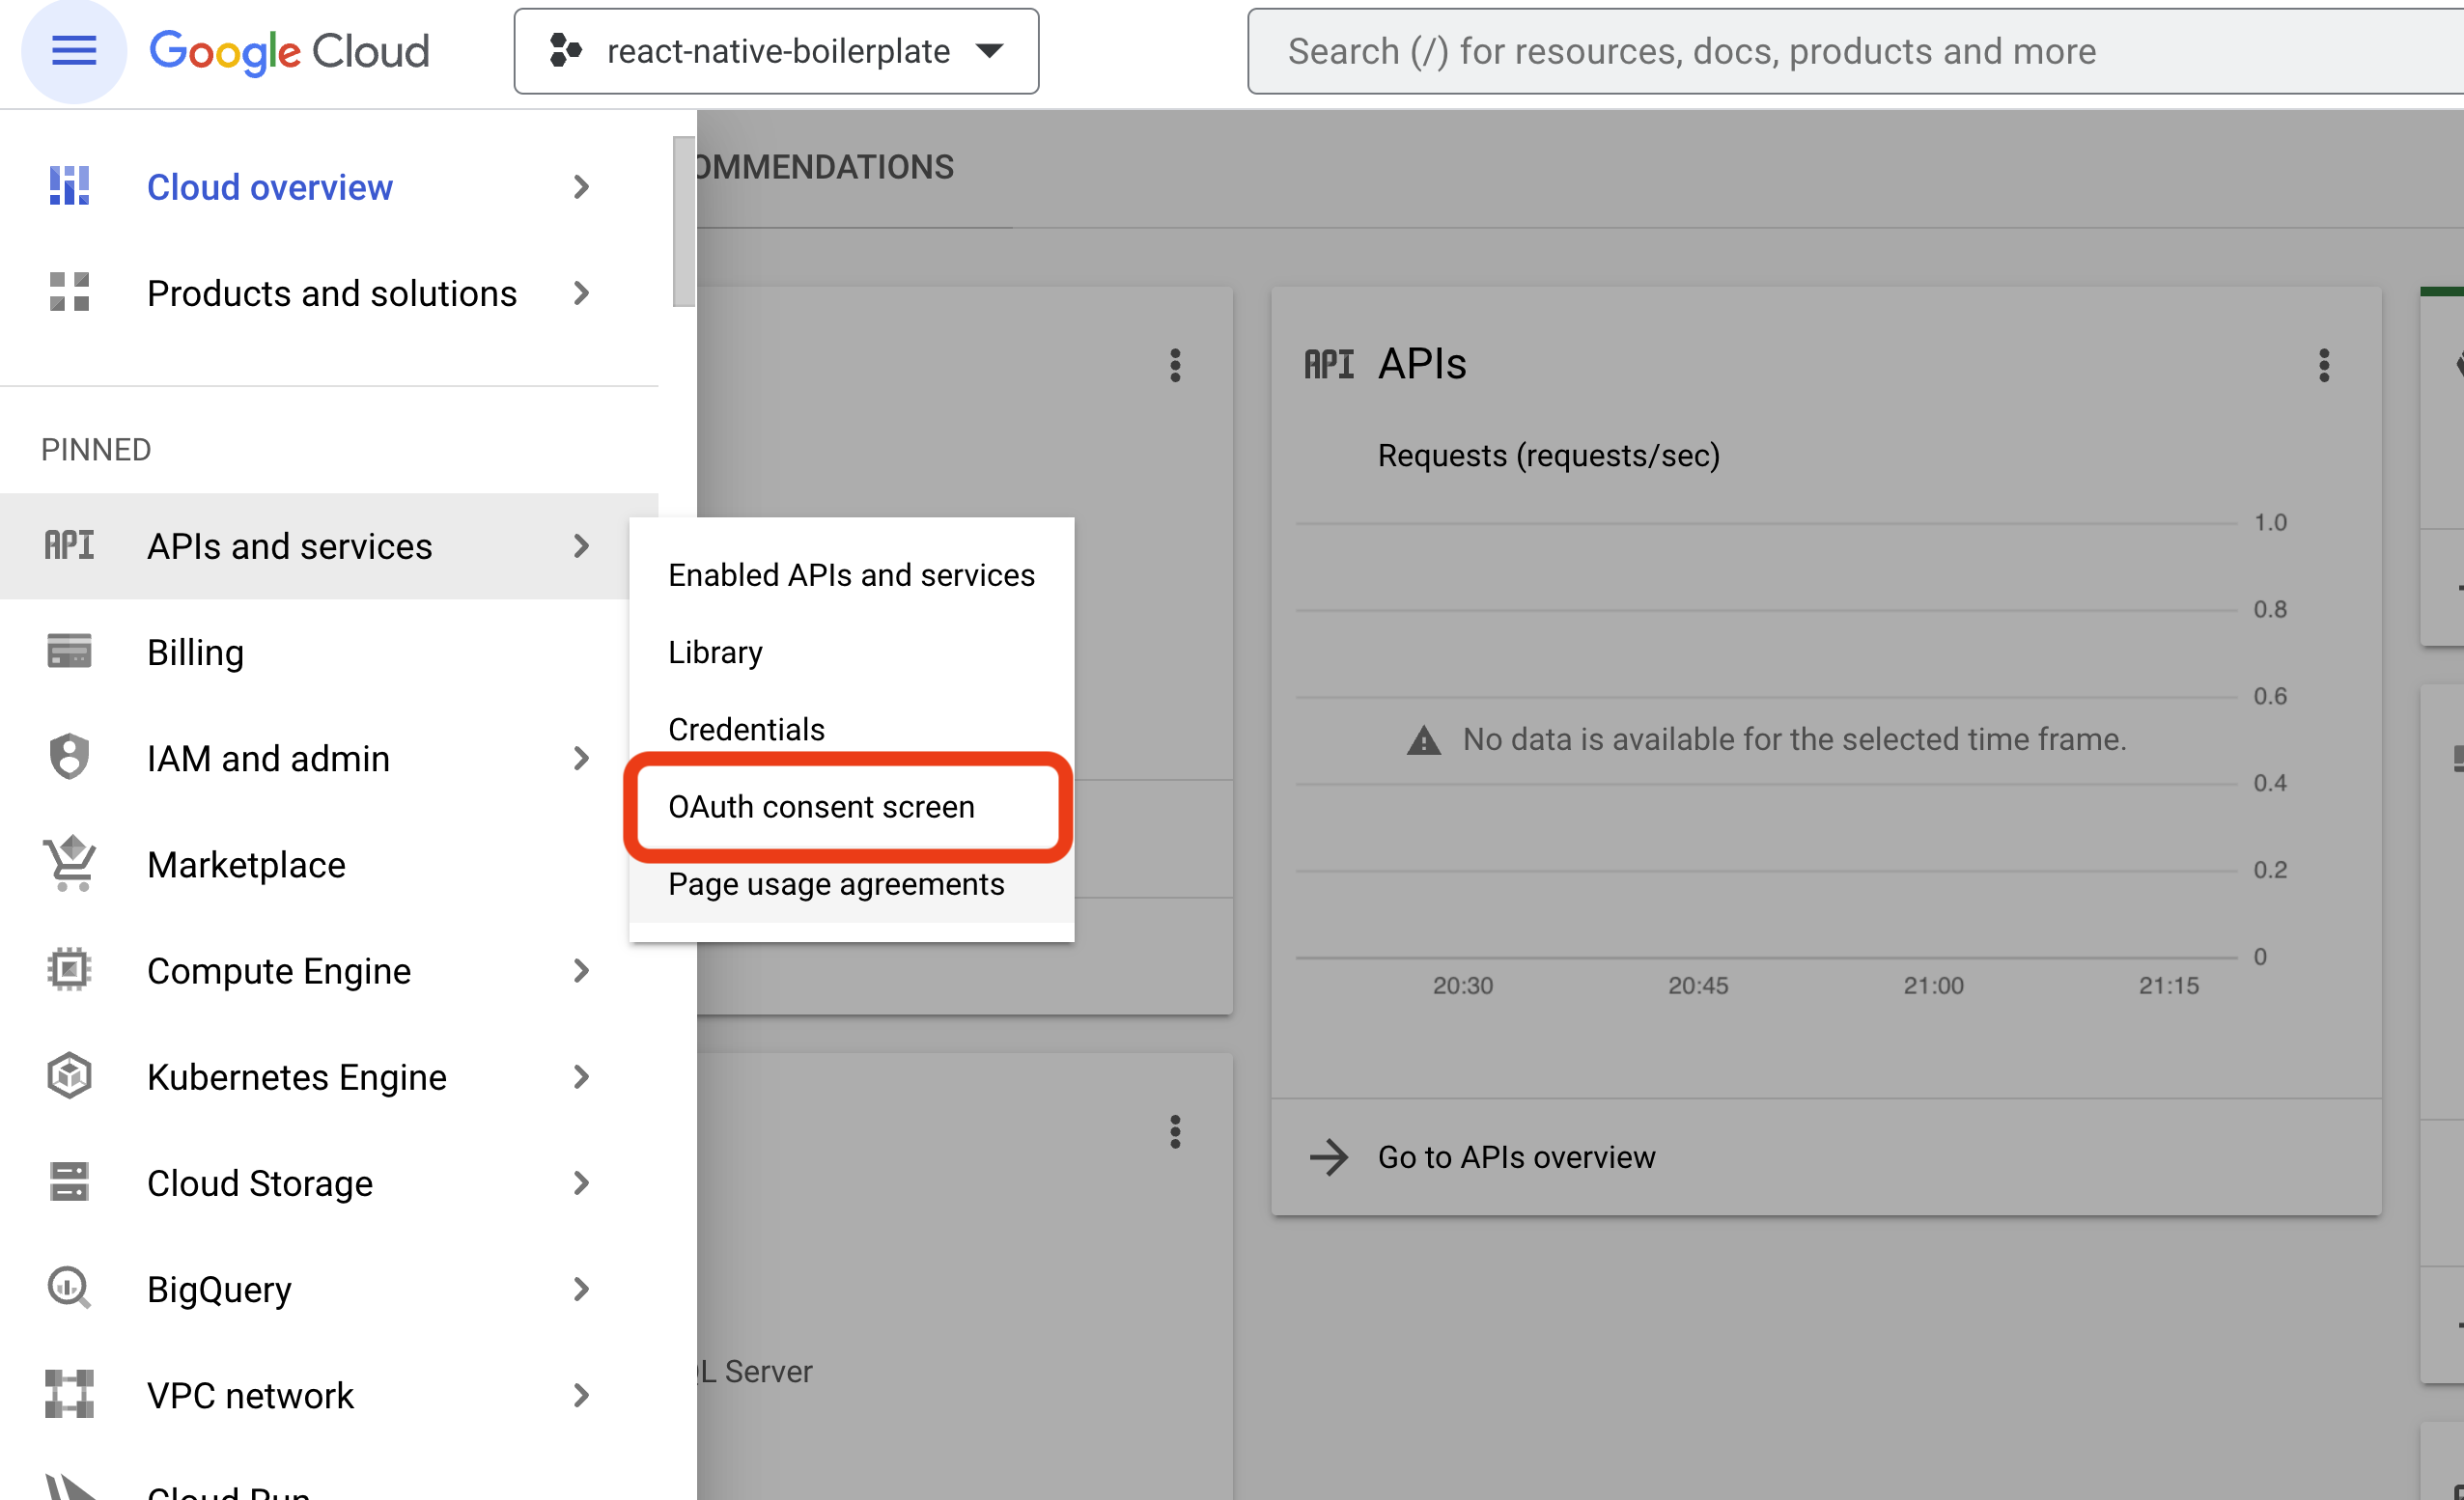 Google Cloud
react-native-boilerplate
Search (/) for resources, docs, products and more
Cloud overview
Products and solutions
PINNED
API APIs and services
Billing
IAM and admin
Marketplace
Compute Engine
Kubernetes Engine
Cloud Storage
BigQuery
VPC network
Cloud Run
Enabled APIs and services
Library
Credentials
OAuth consent screen
Page usage agreements
OMMENDATIONS
L Server
API APIs
Requests (requests/sec)
1.0
0.8
0.6
No data is available for the selected time frame.
0.4
0.2
0
20:30 20:45 21:00 21:15
Go to APIs overview